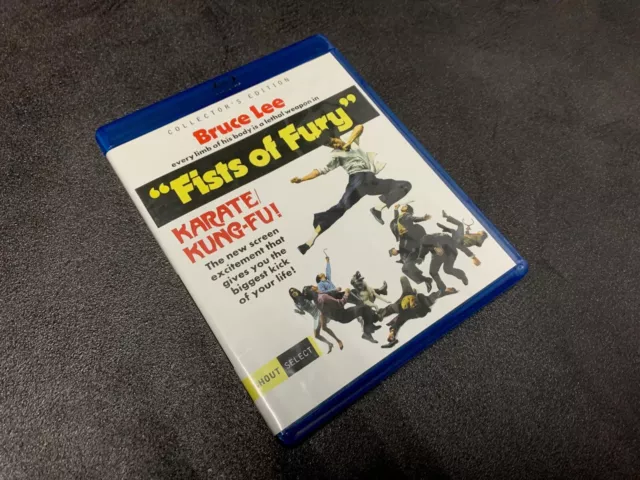 COLLECTOR'S EDITION
Bruce Lee
every limb of his body is a lethal weapon in
"Fists of Fury"
KARATE/
KUNG-FU!
The new screen
excitement that
gives you the
biggest kick
of your life!
HOUT SELECT